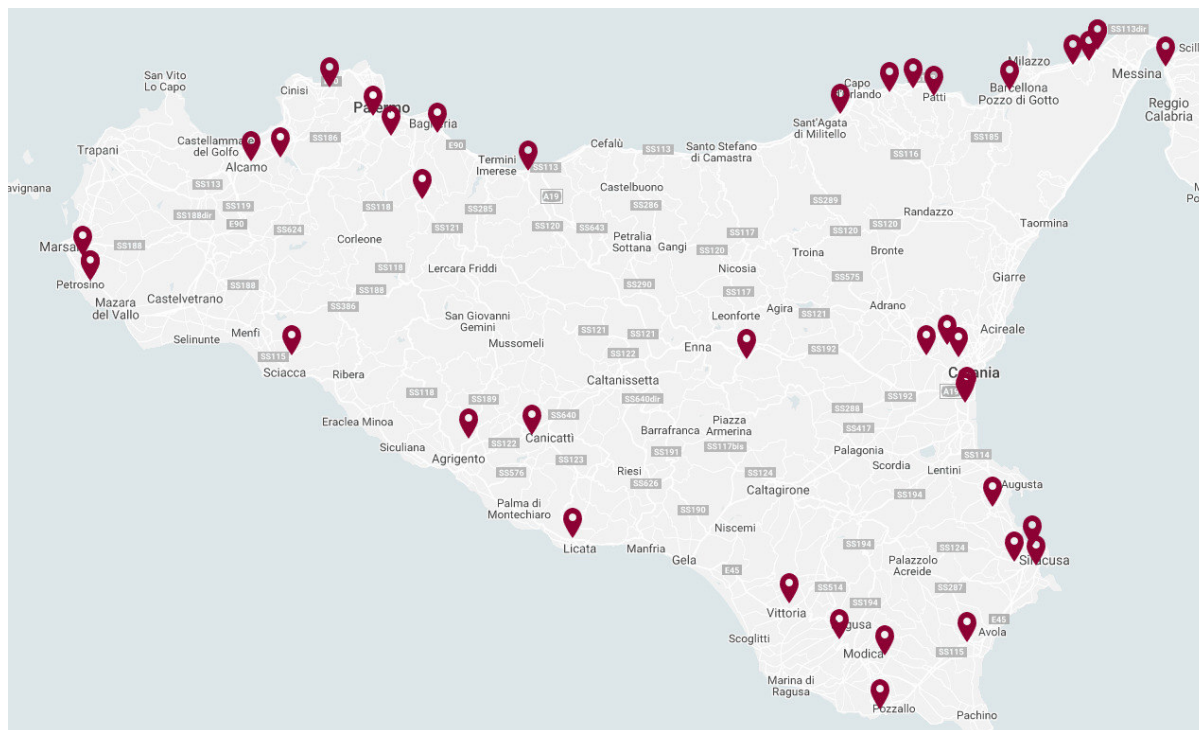 SS113dir
Scil
Milazzo
Messina
San Vito
Lo Capo
Cinisi
Capo
Orlando
Patti
Barcellona
Pozzo di Gotto
Reggio
Calabria
Palermo
Bagheria
Sant'Agata
di Militello
Trapani
Castellammare
del Golfo
Alcamo
SS186
E90
Termini
Imerese
SS113
Cefalù
SS113
Santo Stefano
di Camastra
SS185
SS116
avignana
SS113
SS119
SS118
SS285
A19
Castelbuono
SS286
SS289
Randazzo
Taormina
SS188dir
E90
SS624
SS121
SS120
SS643
SS117
SS120
SS120
Marsala
SS188
Corleone
Petralia
Sottana
Gangi
SS120
Troina
Bronte
Petrosino
SS118
Lercara Friddi
Nicosia
SS575
Giarre
SS188
SS188
SS290
SS117
Mazara
del Vallo
Castelvetrano
SS386
San Giovanni
Gemini
Leonforte
Agira
SS121
Adrano
Selinunte
Menfi
SS121
SS121
Acireale
SS115
Mussomeli
SS122
Enna
SS192
Sciacca
Ribera
Caltanissetta
Catania
SS118
SS189
SS640dir
SS192
A19
Eraclea Minoa
SS640
SS288
Siculiana
SS122
Canicattì
Barrafranca
Piazza
Armerina
SS417
Agrigento
SS123
SS191
SS117bis
Palagonia
SS114
SS576
Riesi
SS124
Scordia
Lentini
SS626
Caltagirone
SS194
Augusta
Palma di
Montechiaro
SS190
Niscemi
Licata
Manfria
Gela
SS194
SS124
Palazzolo
Acreide
Siracusa
E45
SS514
SS287
Vittoria
SS194
Ragusa
E45
Avola
Scoglitti
Modica
SS115
Marina di
Ragusa
Pozzallo
Pachino